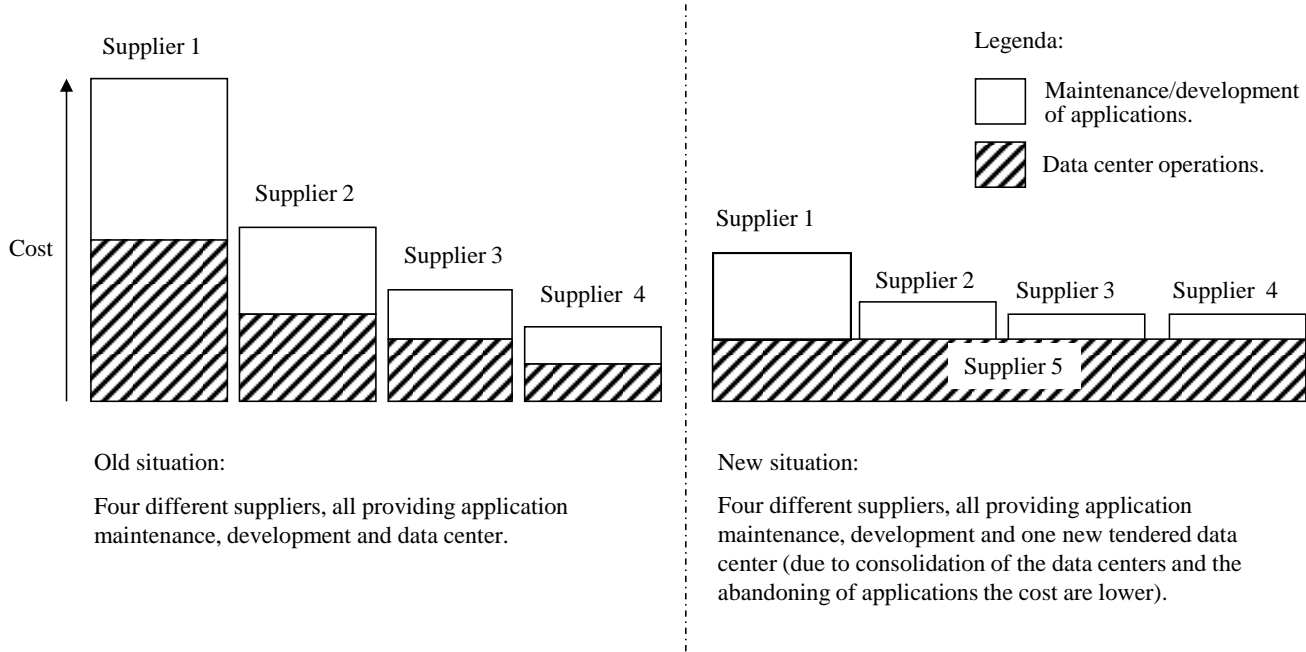 Supplier 1
Supplier 2
Supplier 3
Supplier 4
Cost
Old situation:
Four different suppliers, all providing application
maintenance, development and data center.
Legenda:
Maintenance/development
of applications.
Data center operations.
Supplier 1
Supplier 2
Supplier 3
Supplier 4
Supplier 5
New situation:
Four different suppliers, all providing application
maintenance, development and one new tendered data
center (due to consolidation of the data centers and the
abandoning of applications the cost are lower).